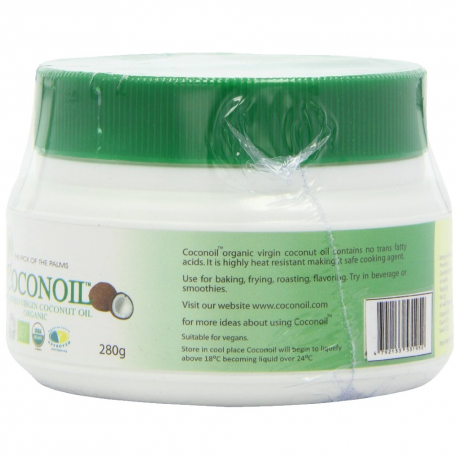 THE PICK OF THE PALMS
COCONOIL™
VIRGIN COCONUT OIL
ORGANIC
280g
Coconoil™ organic virgin coconut oil contains no trans fatty
acids. It is highly heat resistant making it safe cooking agent.
Use for baking, frying, roasting, flavoring. Try in beverage or
smoothies.
Visit our website www.coconoil.com
for more ideas about using Coconoil™
Suitable for vegans.
Store in cool place Coconoil will begin to liquefy
above 18°C becoming liquid over 24°C